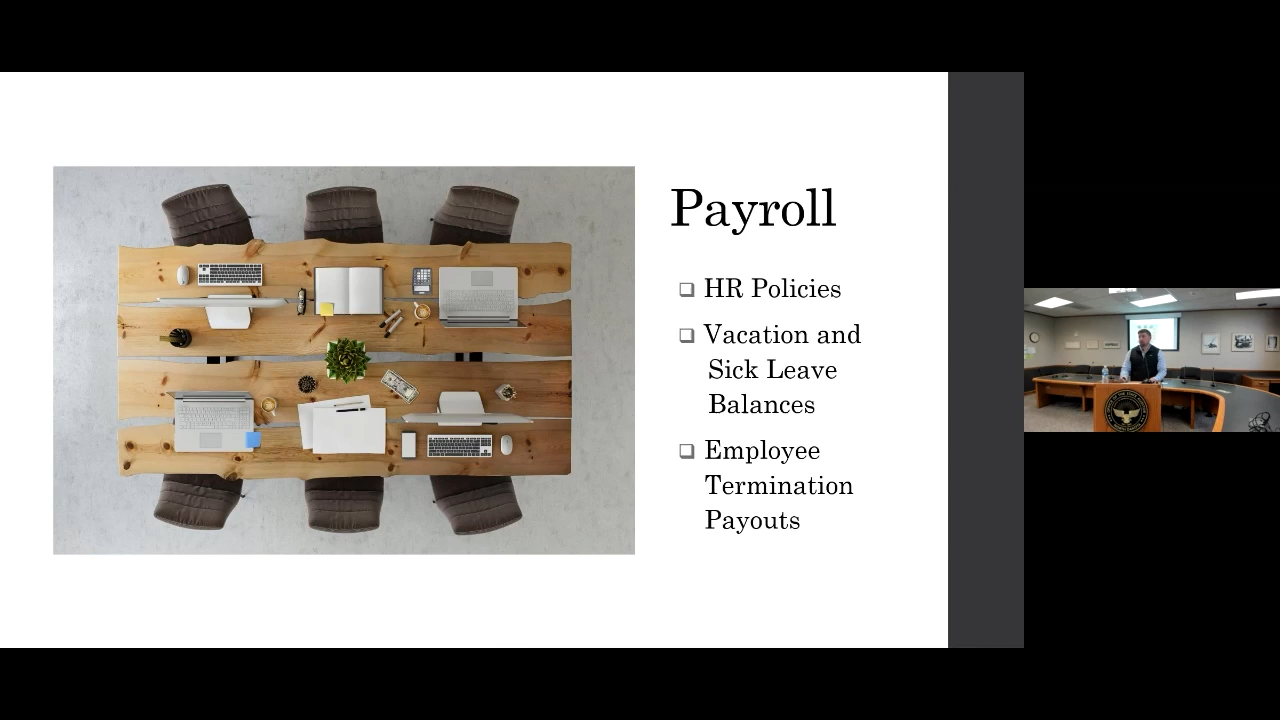 Payroll
HR Policies
Vacation and
Sick Leave
Balances
Employee
Termination
Payouts